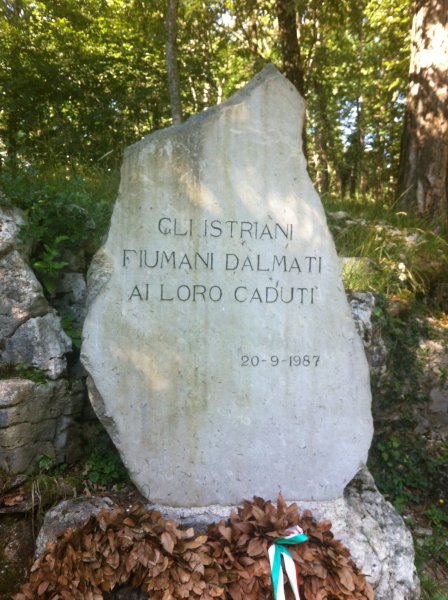 GLI ISTRIANI
FIUMANI DALMATI
AI LORO CADUTI
20-9-1987